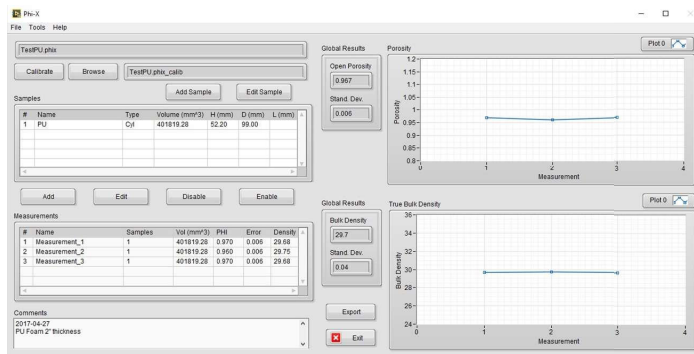 Phi-X
File Tools Help
TestPU.phix
Calibrate Browse TestPU.phix_calib
Add Sample Edit Sample
Samples
# Name Type Volume (mm^3) H (mm) D (mm) L (mm)
1 PU Cyl 401819.28 52.20 99.00
Add Edit Disable Enable
Measurements
# Name Samples Vol (mm^3) PHI Error Density
1 Measurement_1 1 401819.28 0.970 0.006 29.68
2 Measurement_2 1 401819.28 0.960 0.006 29.75
3 Measurement_3 1 401819.28 0.970 0.006 29.68
Comments
2017-04-27
PU Foam 2" thickness
Global Results
Open Porosity
0.967
Stand. Dev.
0.006
Global Results
Bulk Density
29.7
Stand. Dev.
0.04
Export
Exit
Porosity
Plot 0
Porosity
1.2
1.15
1.1
1.05
1
0.95
0.9
0.85
0.8
0 1 2 3 4
Measurement
True Bulk Density
Plot 0
Bulk Density
36
34
32
30
28
26
24
0 1 2 3 4
Measurement